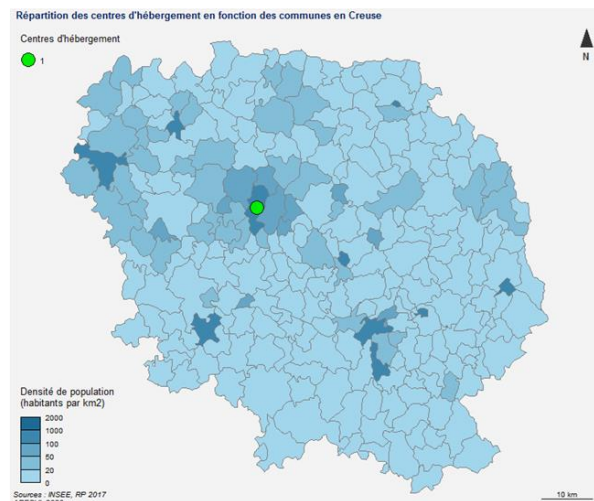 Répartition des centres d'hébergement en fonction des communes en Creuse
Centres d'hébergement
1
N
Densité de population
(habitants par km2)
2000
1000
100
50
20
0
Sources : INSEE, RP 2017
10 km